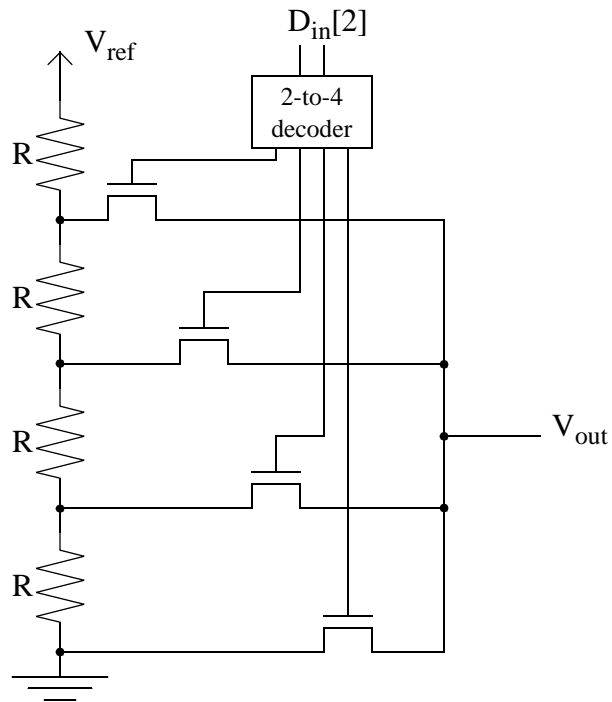 D_in[2]
V_ref
2-to-4
decoder
R
R
R
V_out
R